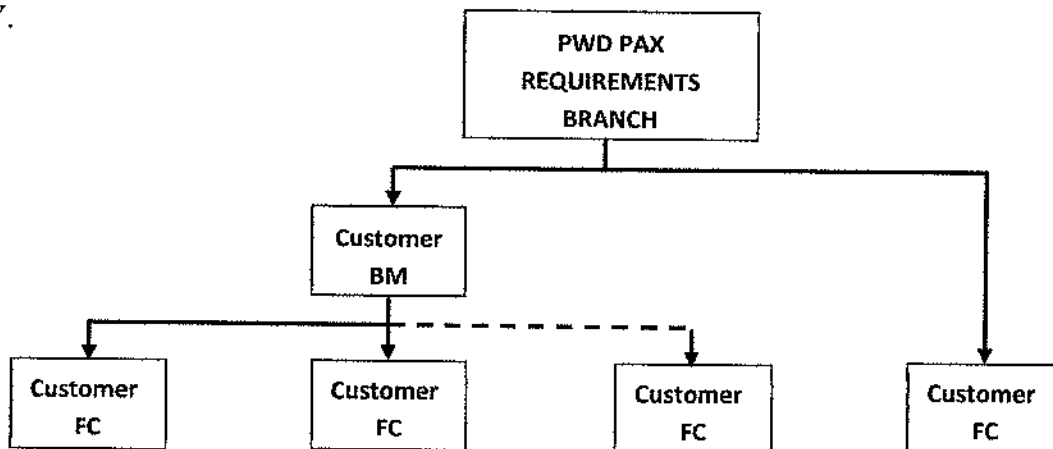 PWD PAX
REQUIREMENTS
BRANCH
Customer
BM
Customer
FC
Customer
FC
Customer
FC
Customer
FC